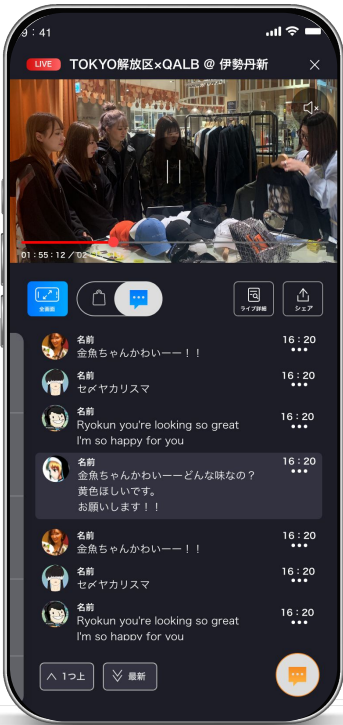 9:41
LIVE TOKYO解放区×QALB @ 伊勢丹新
01:55:12 /
全画面
ライブ詳細
シェア
名前 16:20
金魚ちゃんかわいーー！！
名前 16:20
セ〆ヤカリスマ
名前 16:20
Ryokun you're looking so great
I'm so happy for you
名前 16:20
金魚ちゃんかわいーーどんな味なの？
黄色ほしいです。
お願いします！！
名前 16:20
金魚ちゃんかわいーー！！
名前 16:20
セ〆ヤカリスマ
名前 16:20
Ryokun you're looking so great
I'm so happy for you
1つ上
最新